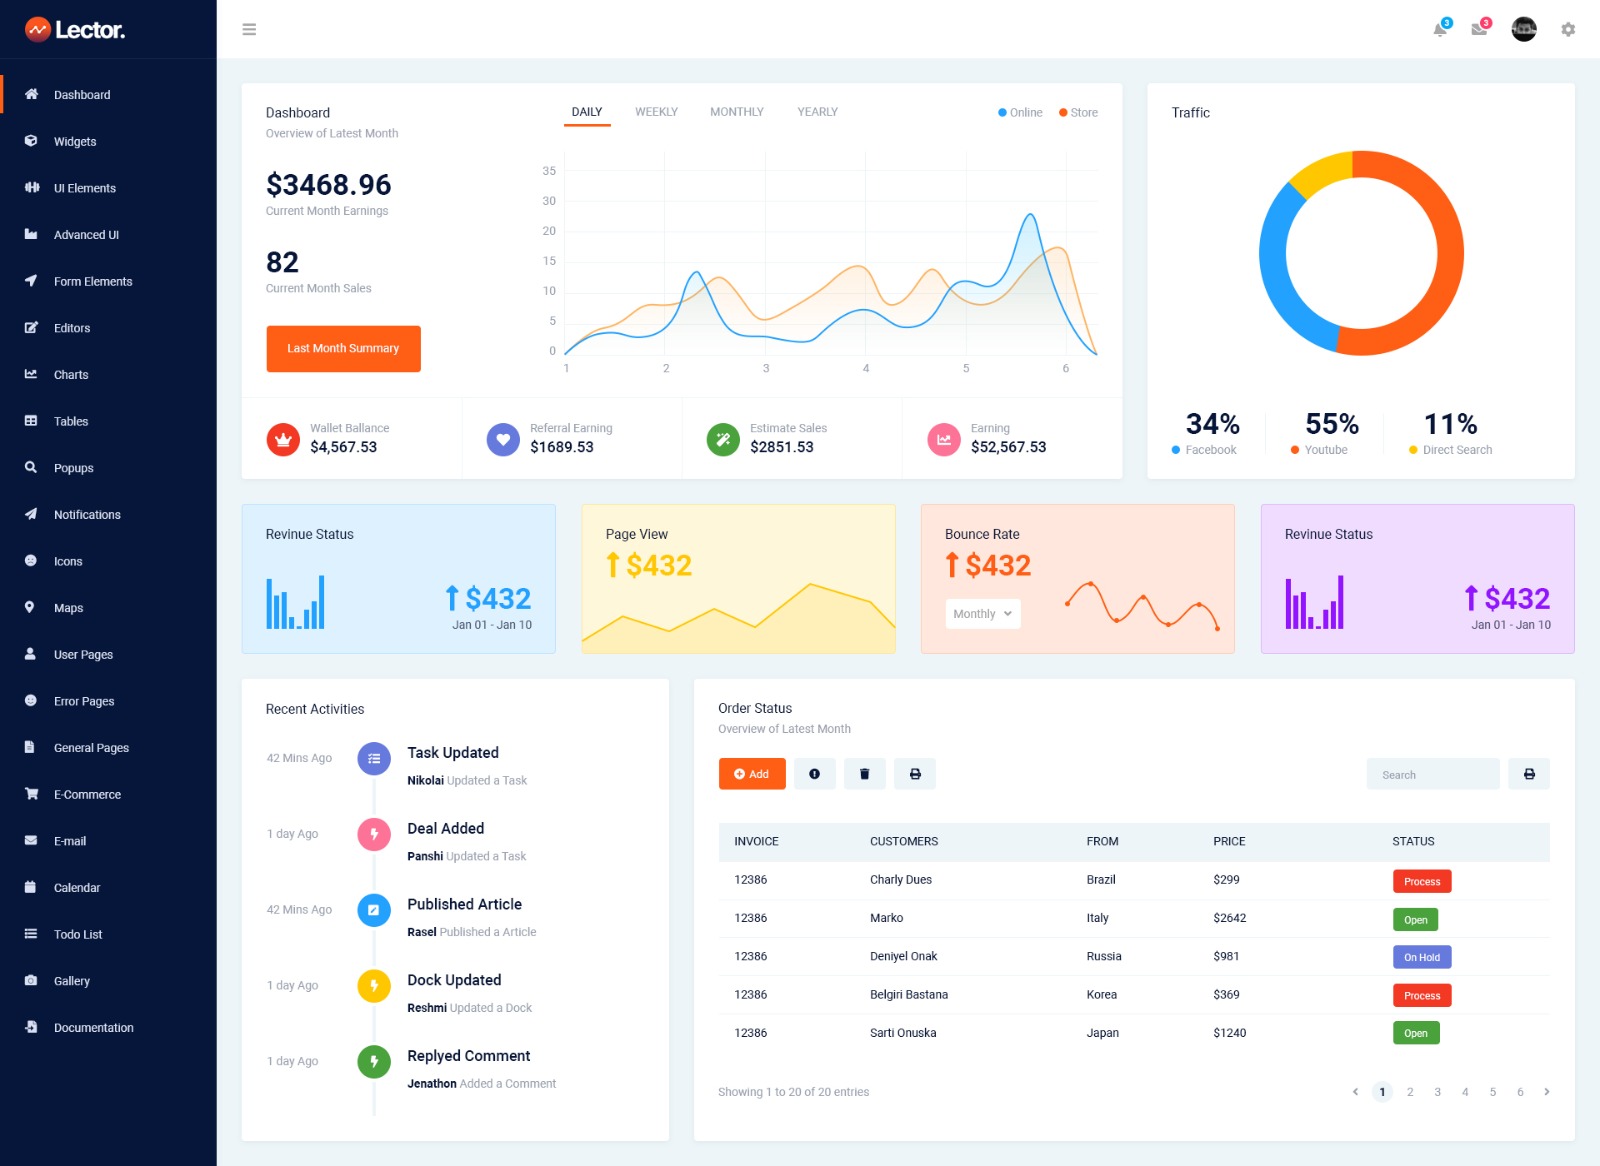 Lector.
3
3
Dashboard
Widgets
UI Elements
Advanced UI
Form Elements
Editors
Charts
Tables
Popups
Notifications
Icons
Maps
User Pages
Error Pages
General Pages
E-Commerce
E-mail
Calendar
Todo List
Gallery
Documentation
Dashboard
Overview of Latest Month
DAILY WEEKLY MONTHLY YEARLY
Online Store
$3468.96
Current Month Earnings
82
Current Month Sales
Last Month Summary
35
30
20
15
10
5
0
1 2 3 4 5 6
Wallet Ballance
$4,567.53
Referral Earning
$1689.53
Estimate Sales
$2851.53
Earning
$52,567.53
Traffic
34%
Facebook
55%
Youtube
11%
Direct Search
Revinue Status
$432
Jan 01 - Jan 10
Page View
$432
Bounce Rate
$432
Monthly
Revinue Status
$432
Jan 01 - Jan 10
Recent Activities
42 Mins Ago
Task Updated
Nikolai Updated a Task
1 day Ago
Deal Added
Panshi Updated a Task
42 Mins Ago
Published Article
Rasel Published a Article
1 day Ago
Dock Updated
Reshmi Updated a Dock
1 day Ago
Replyed Comment
Jenathon Added a Comment
Order Status
Overview of Latest Month
Add
Search
INVOICE CUSTOMERS FROM PRICE STATUS
12386 Charly Dues Brazil $299 Process
12386 Marko Italy $2642 Open
12386 Deniyel Onak Russia $981 On Hold
12386 Belgiri Bastana Korea $369 Process
12386 Sarti Onuska Japan $1240 Open
Showing 1 to 20 of 20 entries
1 2 3 4 5 6